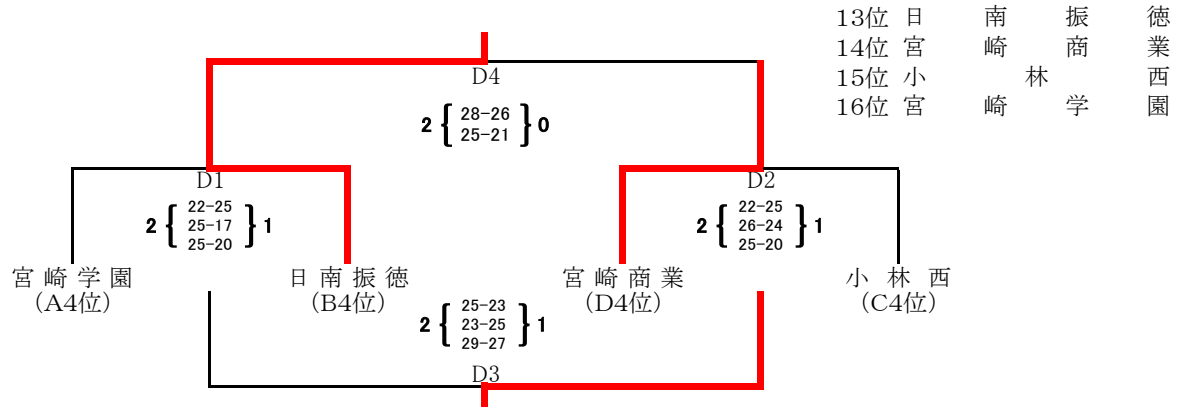 13位 日南振徳
14位 宮崎商業
15位 小林西
16位 宮崎学園
D4
2 { 28-26 } 0
25-21
D1
2 { 22-25 } 1
25-17
25-20
D2
2 { 22-25 } 1
26-24
25-20
宮崎学園 日南振徳 宮崎商業 小林西
(A4位) (B4位) (D4位) (C4位)
2 { 25-23 } 1
23-25
29-27
D3